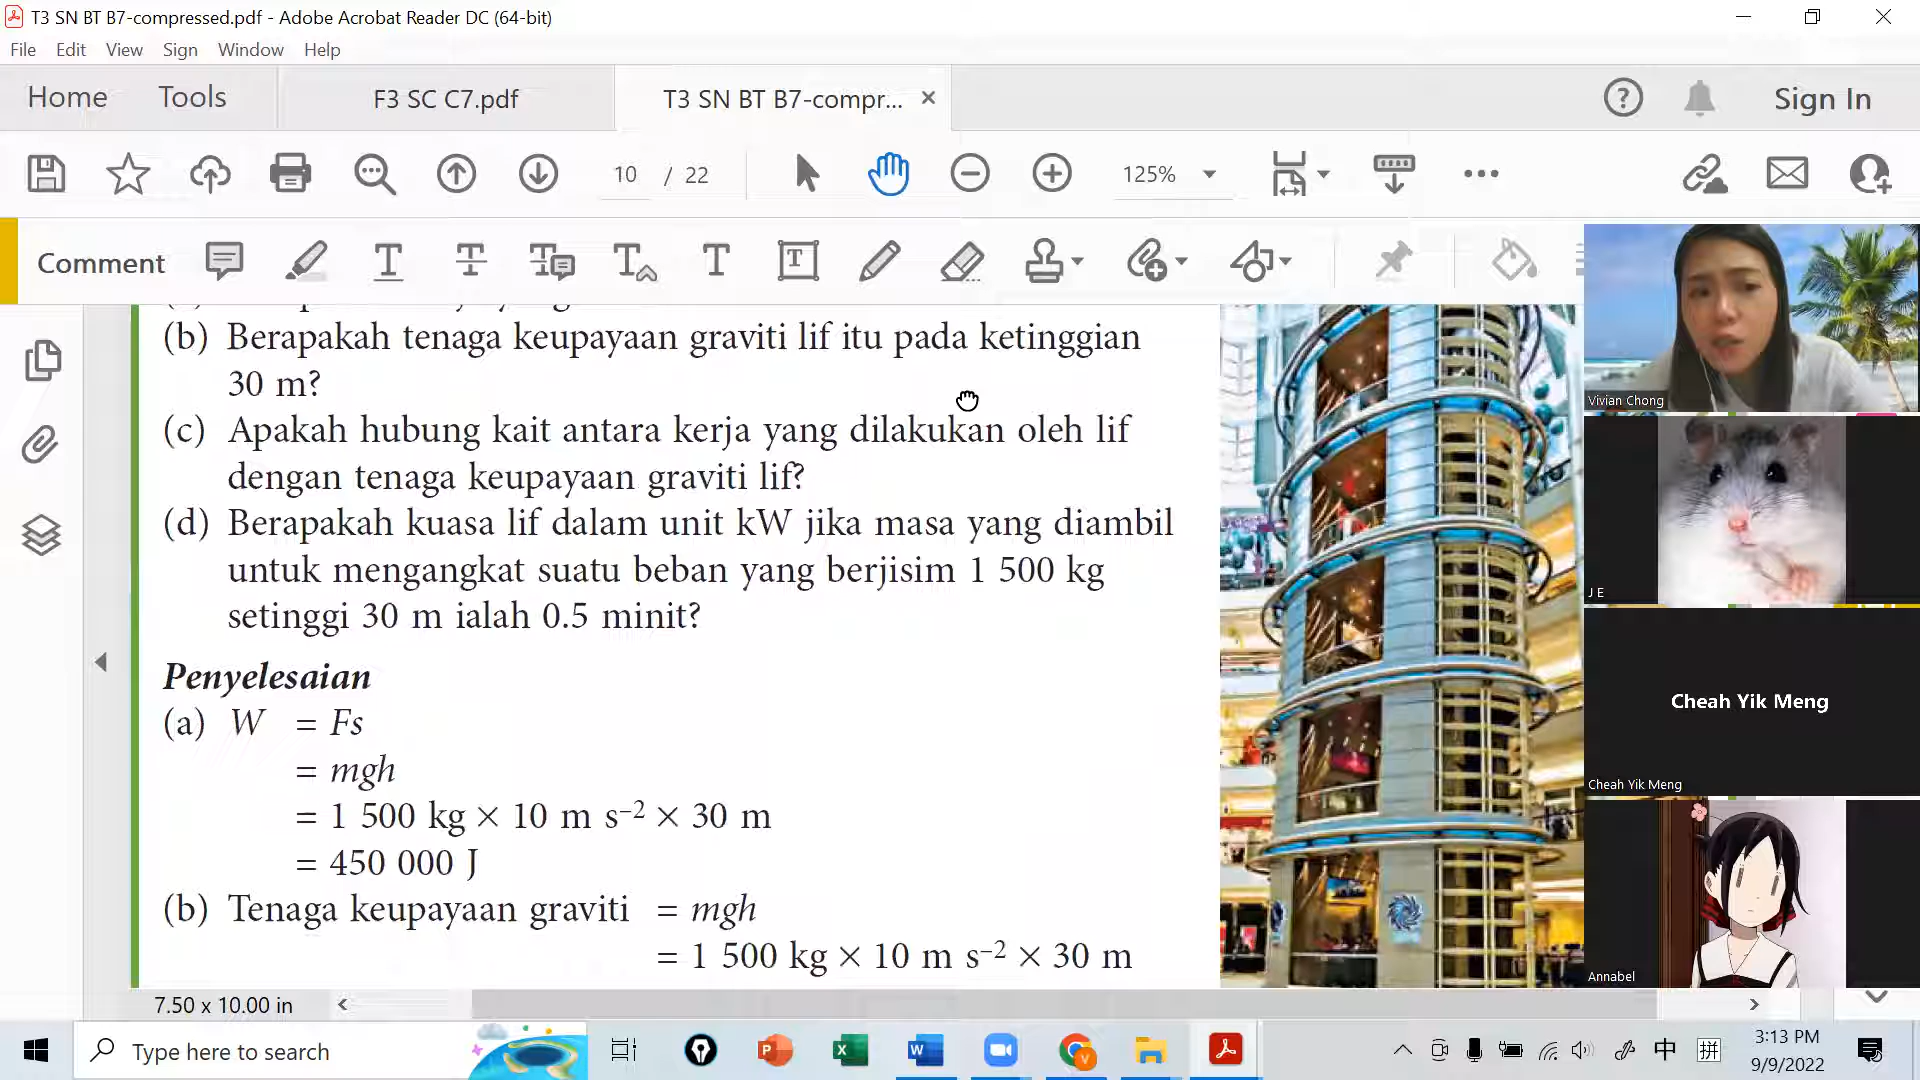 T3 SN BT B7-compressed.pdf - Adobe Acrobat Reader DC (64-bit)
File Edit View Sign Window Help
Home Tools F3 SC C7.pdf T3 SN BT B7-compr... Sign In
10 / 22 125%
Comment
(b) Berapakah tenaga keupayaan graviti lif itu pada ketinggian
30 m?
(c) Apakah hubung kait antara kerja yang dilakukan oleh lif
dengan tenaga keupayaan graviti lif?
(d) Berapakah kuasa lif dalam unit kW jika masa yang diambil
untuk mengangkat suatu beban yang berjisim 1 500 kg
setinggi 30 m ialah 0.5 minit?
Penyelesaian
(a) W = Fs
= mgh
= 1 500 kg × 10 m s⁻² × 30 m
= 450 000 J
(b) Tenaga keupayaan graviti = mgh
= 1 500 kg × 10 m s⁻² × 30 m
Vivian Chong
J E
Cheah Yik Meng
Cheah Yik Meng
Annabel
7.50 x 10.00 in
Type here to search
中 拼
3:13 PM
9/9/2022